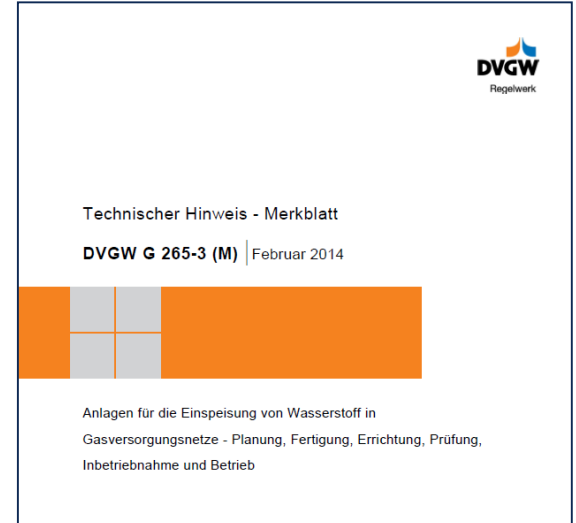 DVGW
Regelwerk
Technischer Hinweis - Merkblatt
DVGW G 265-3 (M) Februar 2014
Anlagen für die Einspeisung von Wasserstoff in
Gasversorgungsnetze - Planung, Fertigung, Errichtung, Prüfung,
Inbetriebnahme und Betrieb